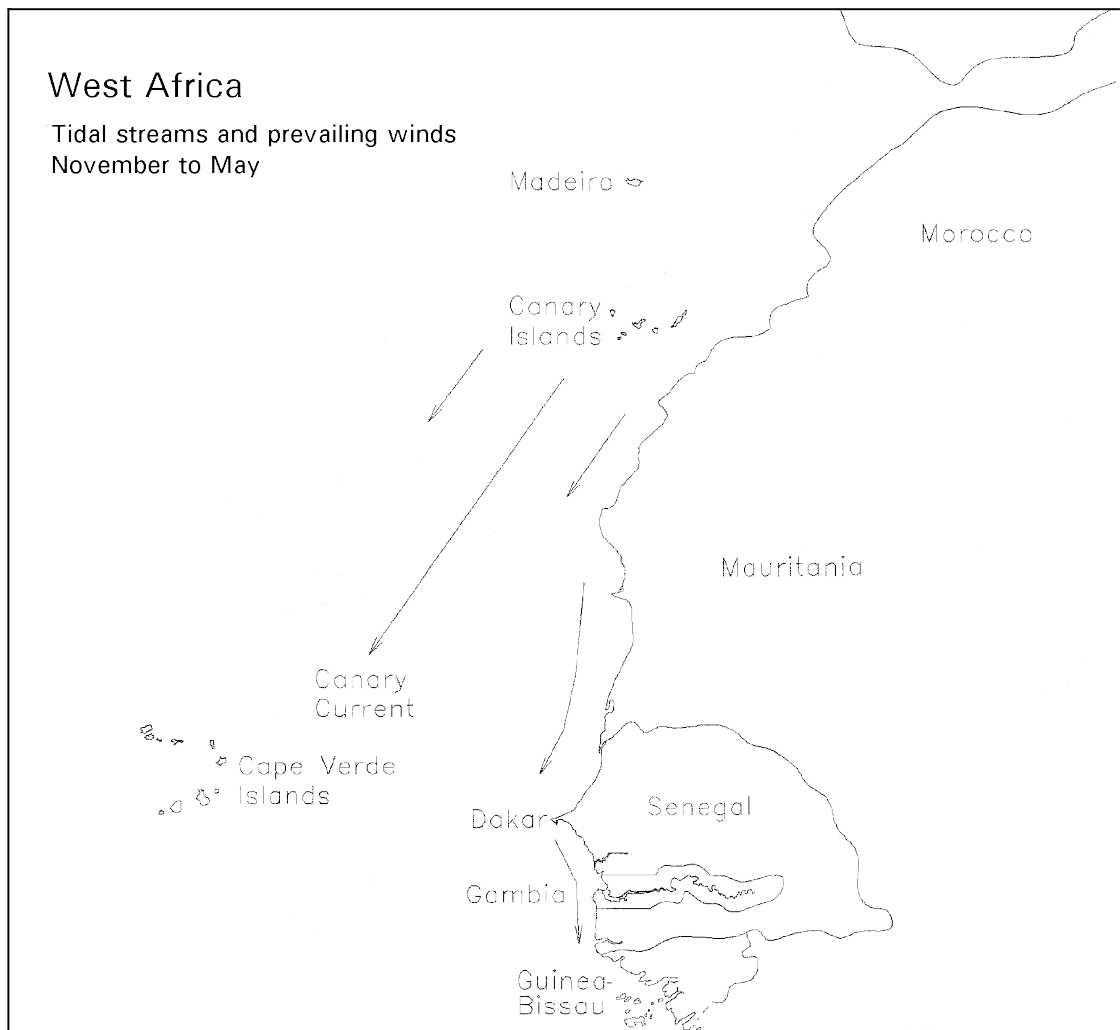 West Africa
Tidal streams and prevailing winds
November to May
Madeira
Morocco
Canary
Islands
Mauritania
Canary
Current
Cape Verde
Islands
Senegal
Dakar
Gambia
Guinea-
Bissau